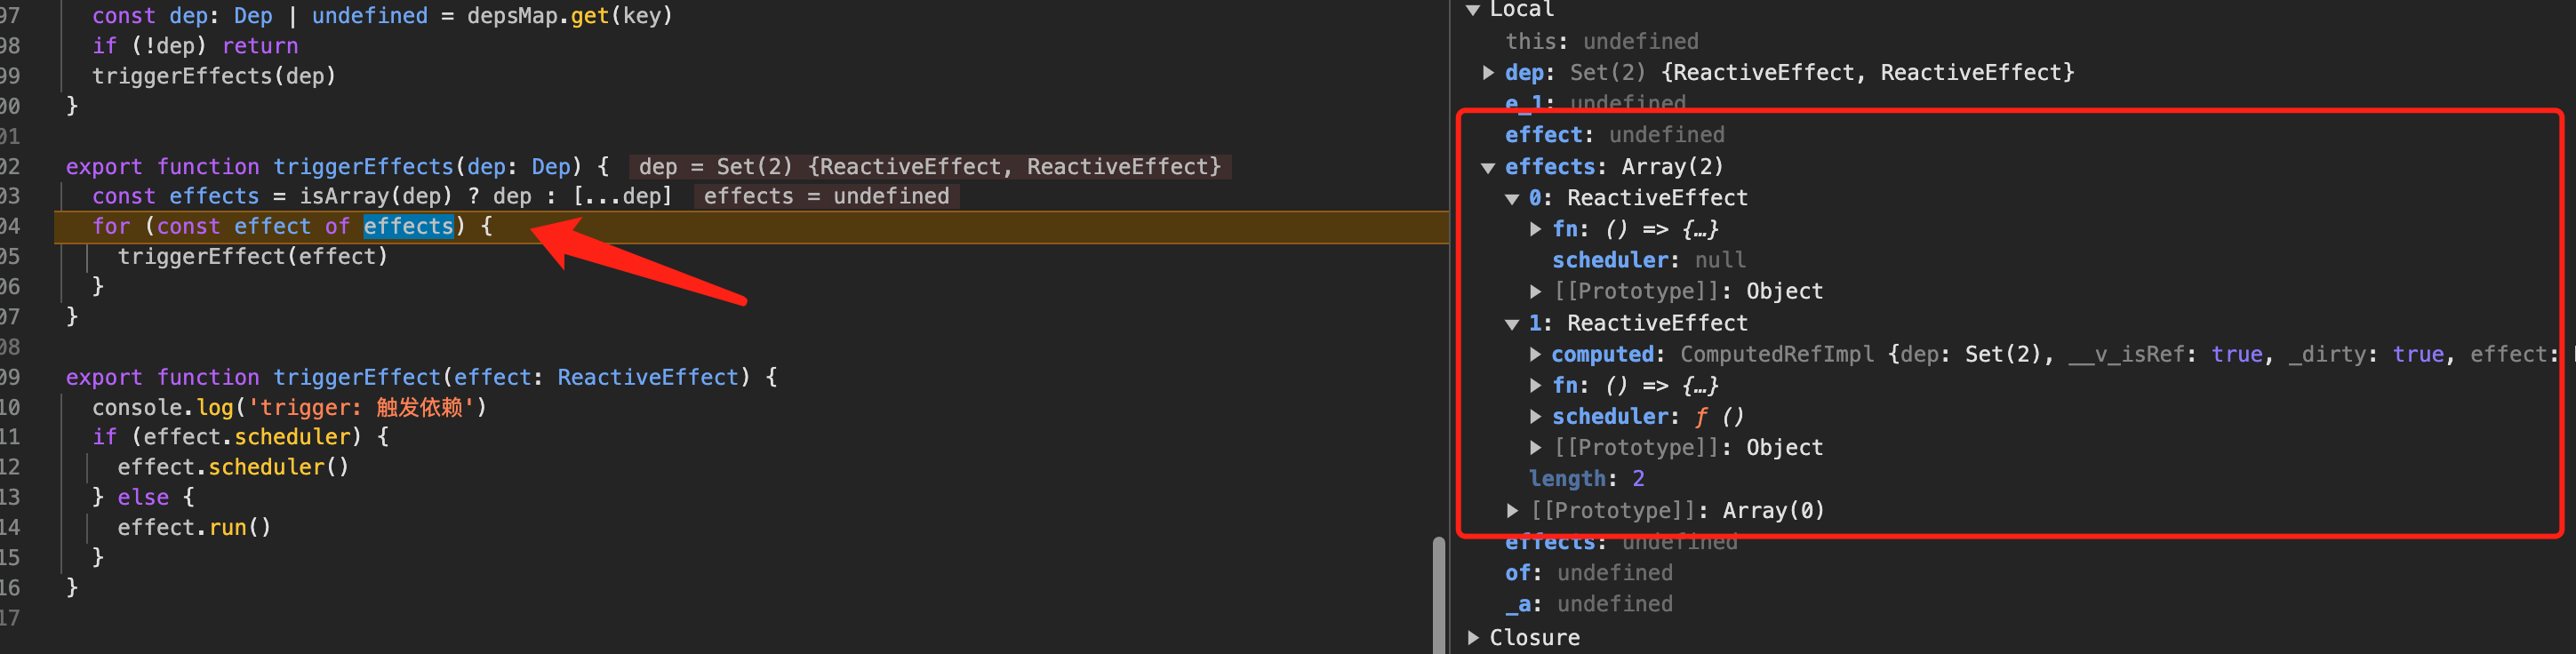 97 const dep: Dep | undefined = depsMap.get(key)
98 if (!dep) return
99 triggerEffects(dep)
00 }
01
02 export function triggerEffects(dep: Dep) { dep = Set(2) {ReactiveEffect, ReactiveEffect}
03 const effects = isArray(dep) ? dep : [...dep] effects = undefined
04 for (const effect of effects) {
05 triggerEffect(effect)
06 }
07 }
08
09 export function triggerEffect(effect: ReactiveEffect) {
10 console.log('trigger: 触发依赖')
11 if (effect.scheduler) {
12 effect.scheduler()
13 } else {
14 effect.run()
15 }
16 }
17
Local
this: undefined
dep: Set(2) {ReactiveEffect, ReactiveEffect}
e_1: undefined
effect: undefined
effects: Array(2)
0: ReactiveEffect
fn: () => {…}
scheduler: null
[[Prototype]]: Object
1: ReactiveEffect
computed: ComputedRefImpl {dep: Set(2), __v_isRef: true, _dirty: true, effect:
fn: () => {…}
scheduler: ƒ ()
[[Prototype]]: Object
length: 2
[[Prototype]]: Array(0)
effects: undefined
of: undefined
_a: undefined
Closure